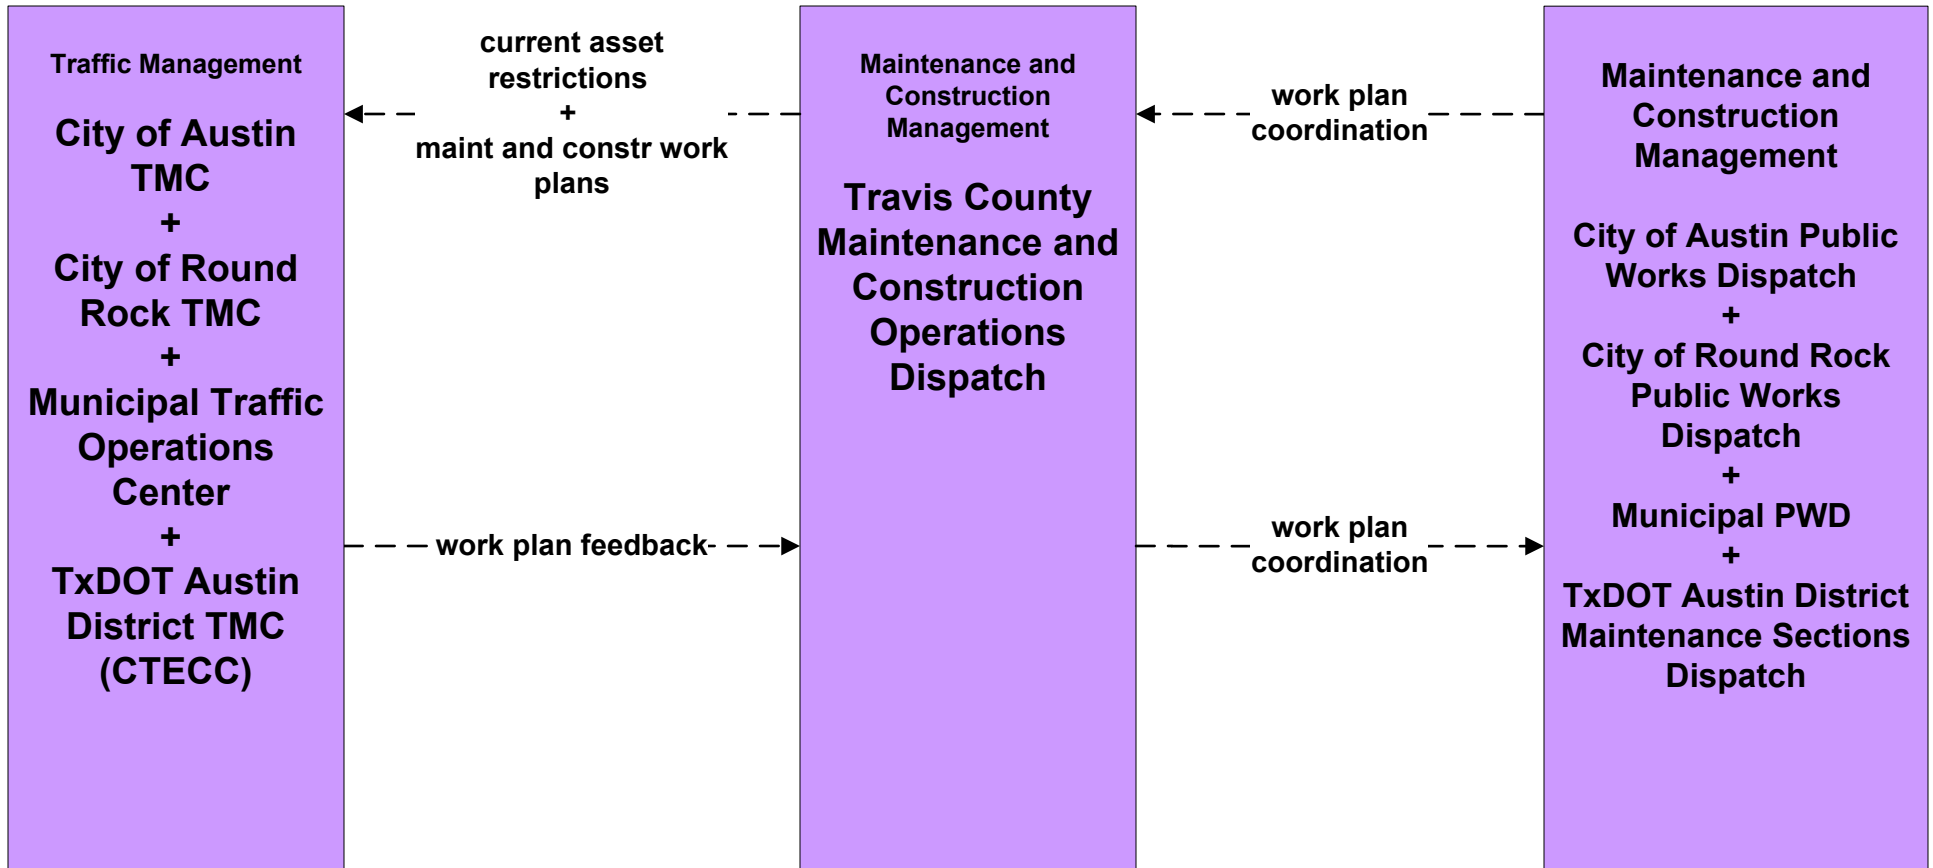 Traffic Management
City of Austin
TMC
+
City of Round
Rock TMC
+
Municipal Traffic
Operations
Center
+
TxDOT Austin
District TMC
(CTECC)
current asset
restrictions
+
maint and constr work
plans
work plan feedback
Maintenance and
Construction
Management
Travis County
Maintenance and
Construction
Operations
Dispatch
work plan
coordination
work plan
coordination
Maintenance and
Construction
Management
City of Austin Public
Works Dispatch
+
City of Round Rock
Public Works
Dispatch
+
Municipal PWD
+
TxDOT Austin District
Maintenance Sections
Dispatch